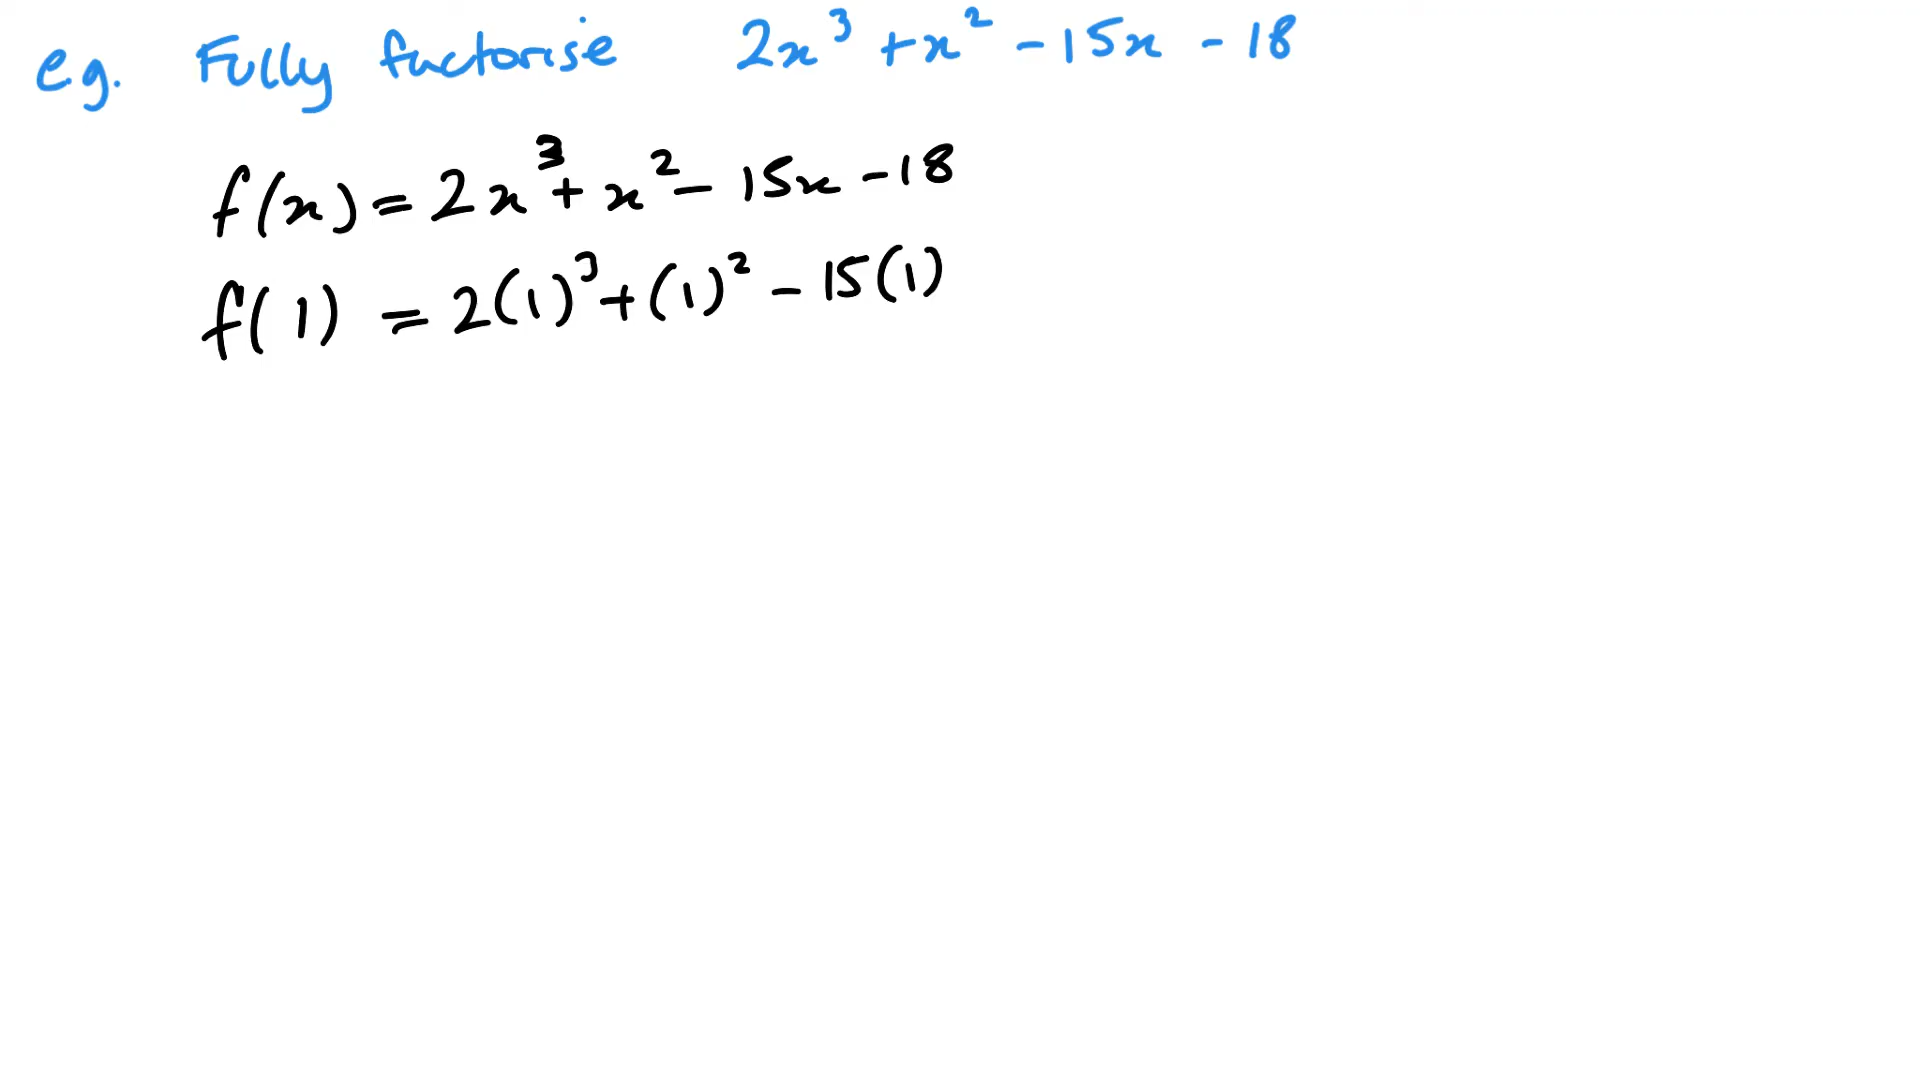 e.g. Fully factorise 2x³ + x² - 15x - 18
f(x) = 2x³ + x² - 15x - 18
f(1) = 2(1)³ + (1)² - 15(1)